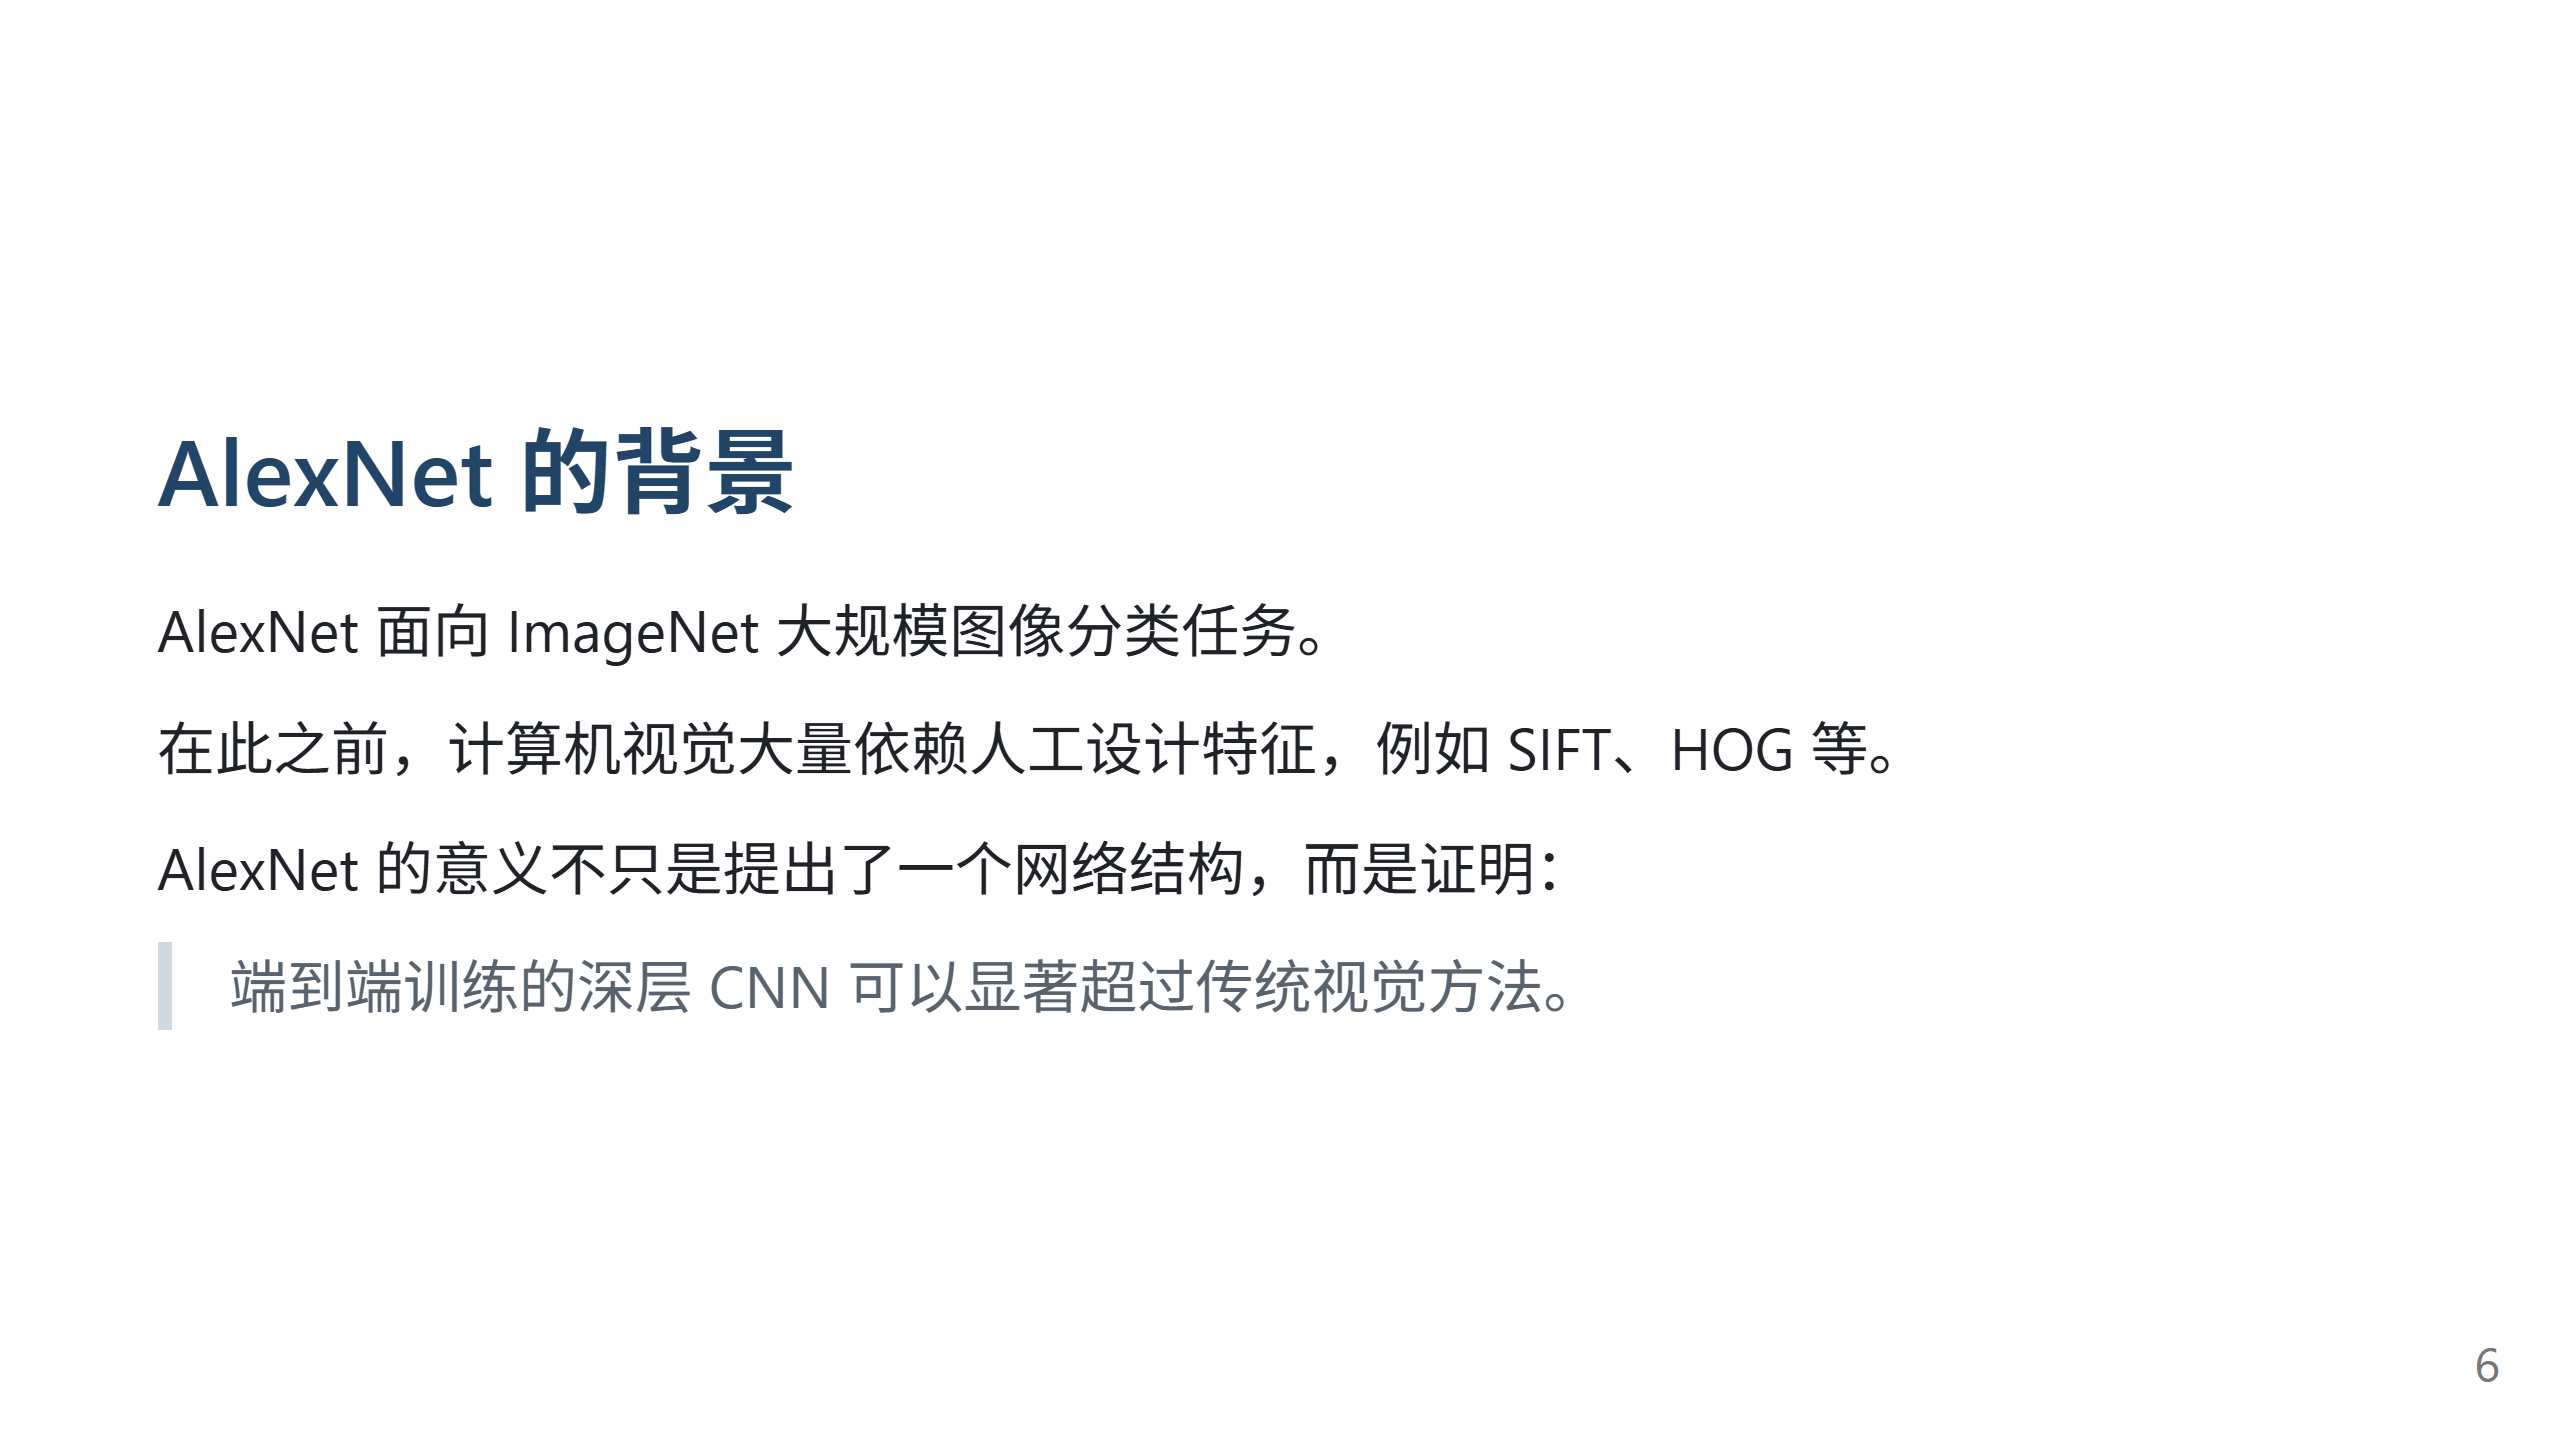 AlexNet 的背景
AlexNet 面向 ImageNet 大规模图像分类任务。
在此之前，计算机视觉大量依赖人工设计特征，例如 SIFT、HOG 等。
AlexNet 的意义不只是提出了一个网络结构，而是证明：
端到端训练的深层 CNN 可以显著超过传统视觉方法。
6